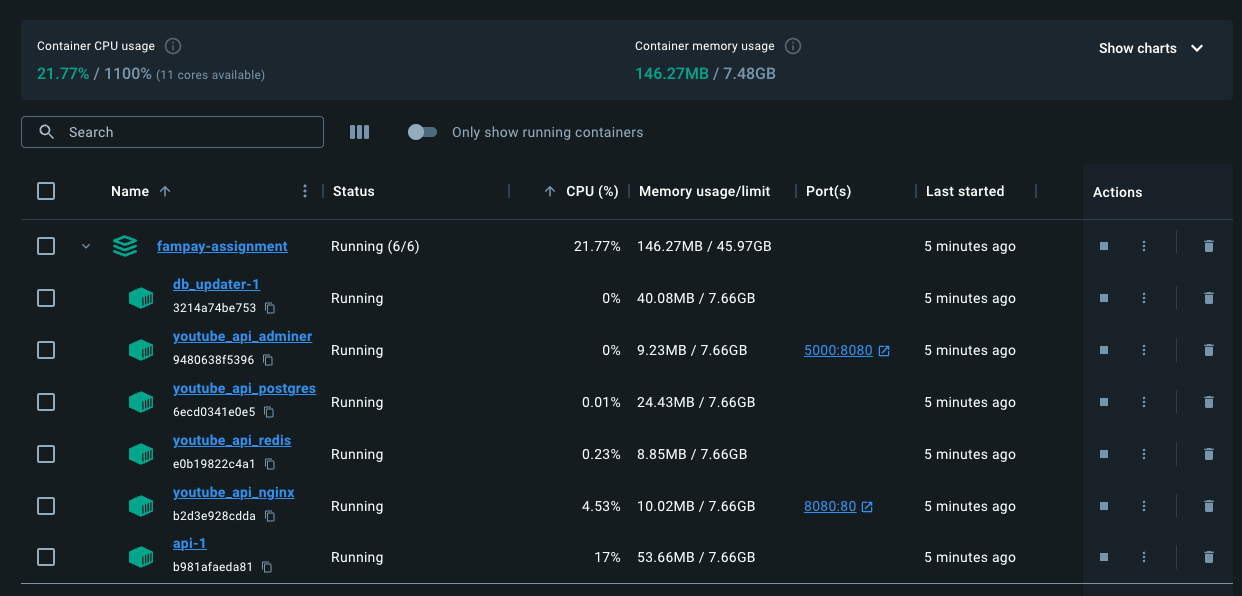 Container CPU usage
21.77% / 1100% (11 cores available)
Container memory usage
146.27MB / 7.48GB
Show charts
Search
Only show running containers
Name Status CPU (%) Memory usage/limit Port(s) Last started Actions
fampay-assignment Running (6/6) 21.77% 146.27MB / 45.97GB 5 minutes ago
db_updater-1
3214a74be753
Running 0% 40.08MB / 7.66GB 5 minutes ago
youtube_api_adminer
9480638f5396
Running 0% 9.23MB / 7.66GB 5000:8080 5 minutes ago
youtube_api_postgres
6ecd0341e0e5
Running 0.01% 24.43MB / 7.66GB 5 minutes ago
youtube_api_redis
e0b19822c4a1
Running 0.23% 8.85MB / 7.66GB 5 minutes ago
youtube_api_nginx
b2d3e928cdda
Running 4.53% 10.02MB / 7.66GB 8080:80 5 minutes ago
api-1
b981afaeda81
Running 17% 53.66MB / 7.66GB 5 minutes ago